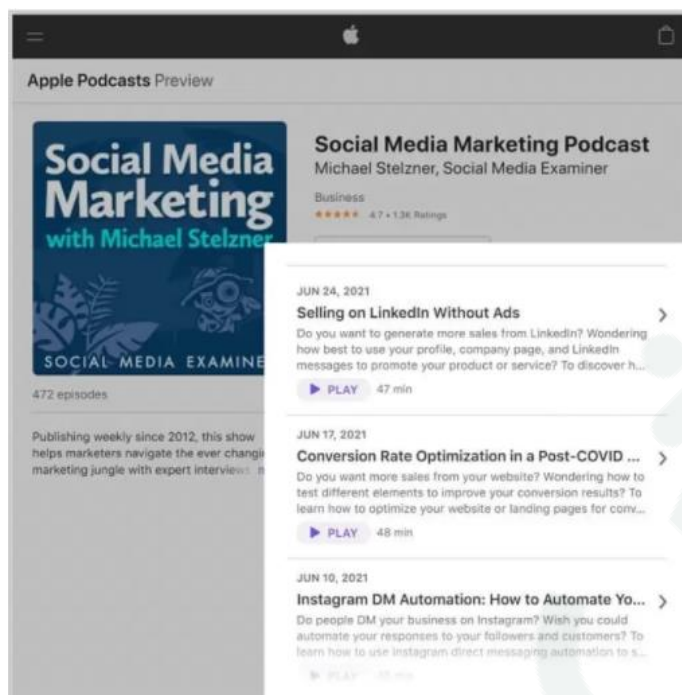 Apple Podcasts Preview
Social Media
Marketing
with Michael Stelzner
SOCIAL MEDIA EXAMINE
472 episodes
Publishing weekly since 2012, this show
helps marketers navigate the ever changi
marketing jungle with expert interviews
Social Media Marketing Podcast
Michael Stelzner, Social Media Examiner
Business
★★★★★ 4.7 • 1.3K Ratings
JUN 24, 2021
Selling on LinkedIn Without Ads
Do you want to generate more sales from LinkedIn? Wondering
how best to use your profile, company page, and LinkedIn
messages to promote your product or service? To discover h...
PLAY 47 min
JUN 17, 2021
Conversion Rate Optimization in a Post-COVID ...
Do you want more sales from your website? Wondering how to
test different elements to improve your conversion results? To
learn how to optimize your website or landing pages for conv...
PLAY 48 min
JUN 10, 2021
Instagram DM Automation: How to Automate Yo...
Do people DM your business on Instagram? Wish you could
automate your responses to your followers and customers? To
learn how to use instagram direct messaging automation to s...
PLAY